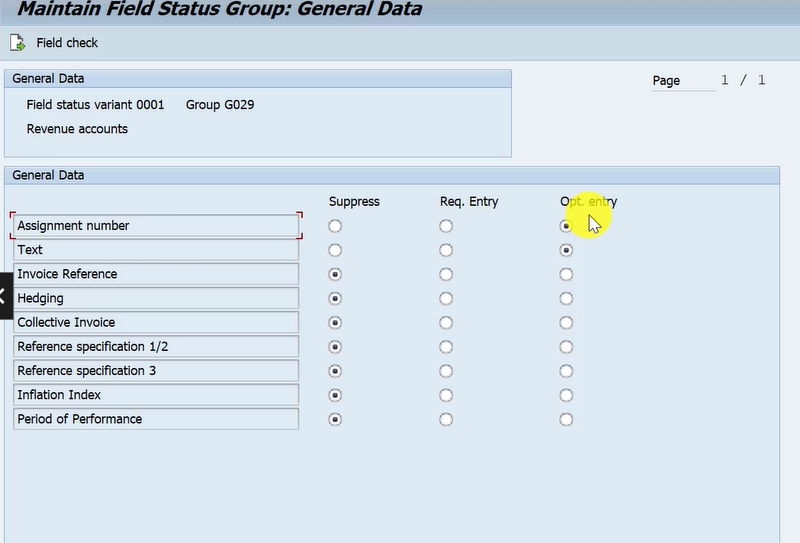 Maintain Field Status Group: General Data
Field check
General Data
Page 1 / 1
Field status variant 0001 Group G029
Revenue accounts
General Data
Suppress Req. Entry Opt. entry
Assignment number
Text
Invoice Reference
Hedging
Collective Invoice
Reference specification 1/2
Reference specification 3
Inflation Index
Period of Performance